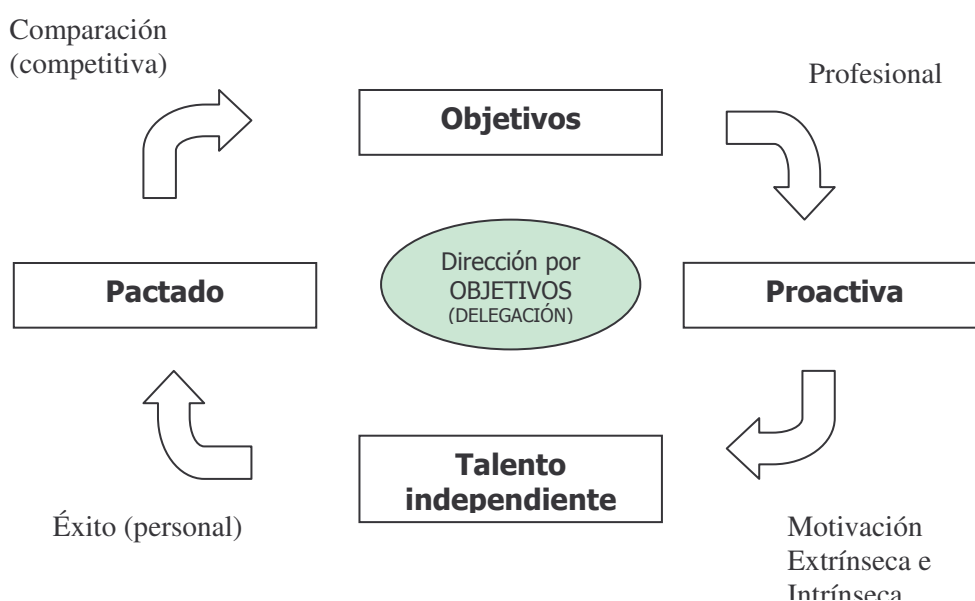 Comparación
(competitiva)
Profesional
Objetivos
Dirección por
OBJETIVOS
(DELEGACIÓN)
Pactado
Proactiva
Talento
independiente
Éxito (personal)
Motivación
Extrínseca e
Intrínseca